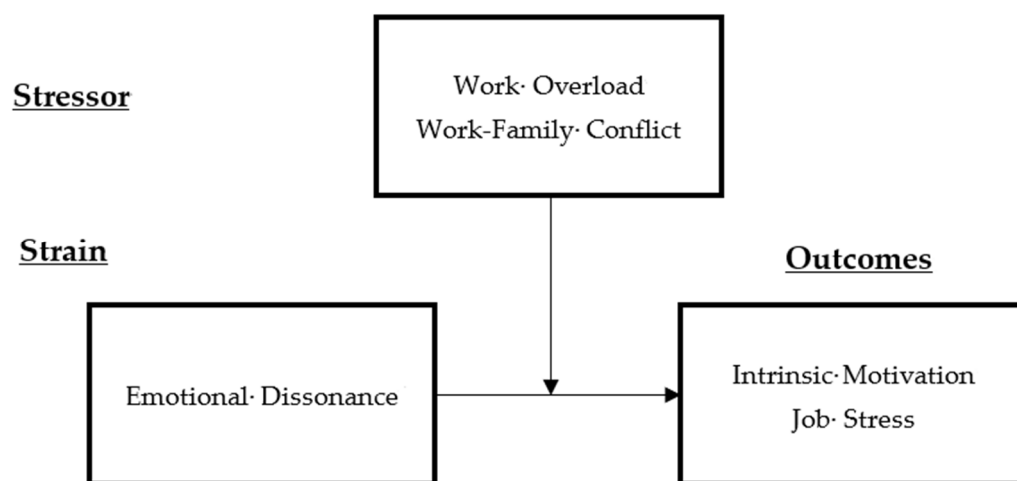 Stressor
Work· Overload
Work-Family· Conflict
Strain
Outcomes
Emotional· Dissonance
Intrinsic· Motivation
Job· Stress